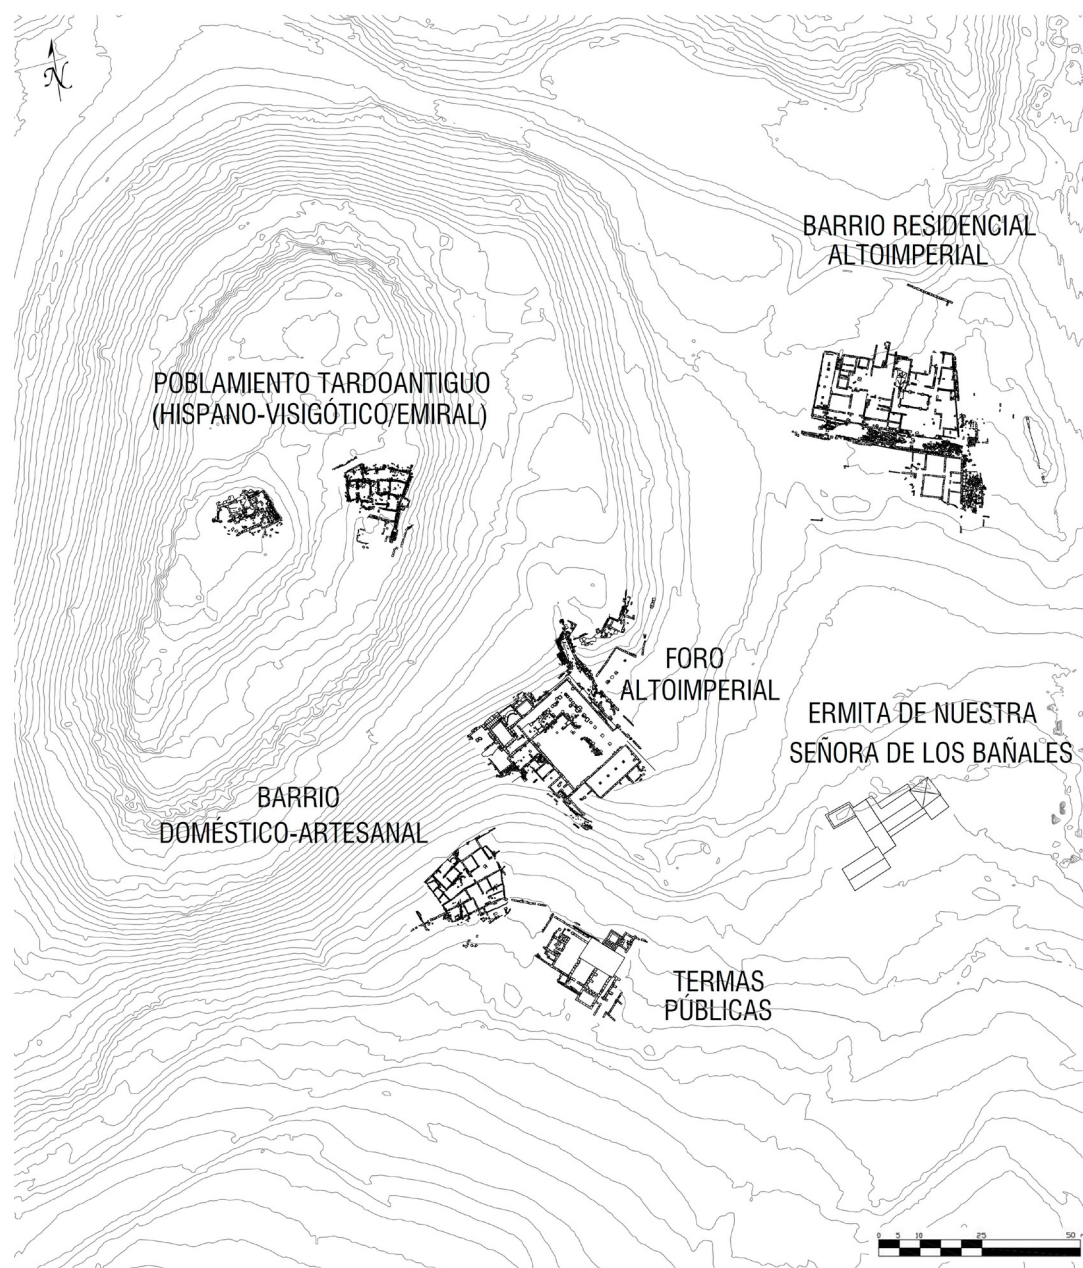 N
BARRIO RESIDENCIAL
ALTOIMPERIAL
POBLAMIENTO TARDOANTIGUO
(HISPANO-VISIGÓTICO/EMIRAL)
FORO
ALTOIMPERIAL
ERMITA DE NUESTRA
SEÑORA DE LOS BAÑALES
BARRIO
DOMÉSTICO-ARTESANAL
TERMAS
PÚBLICAS
0 5 10 25 50